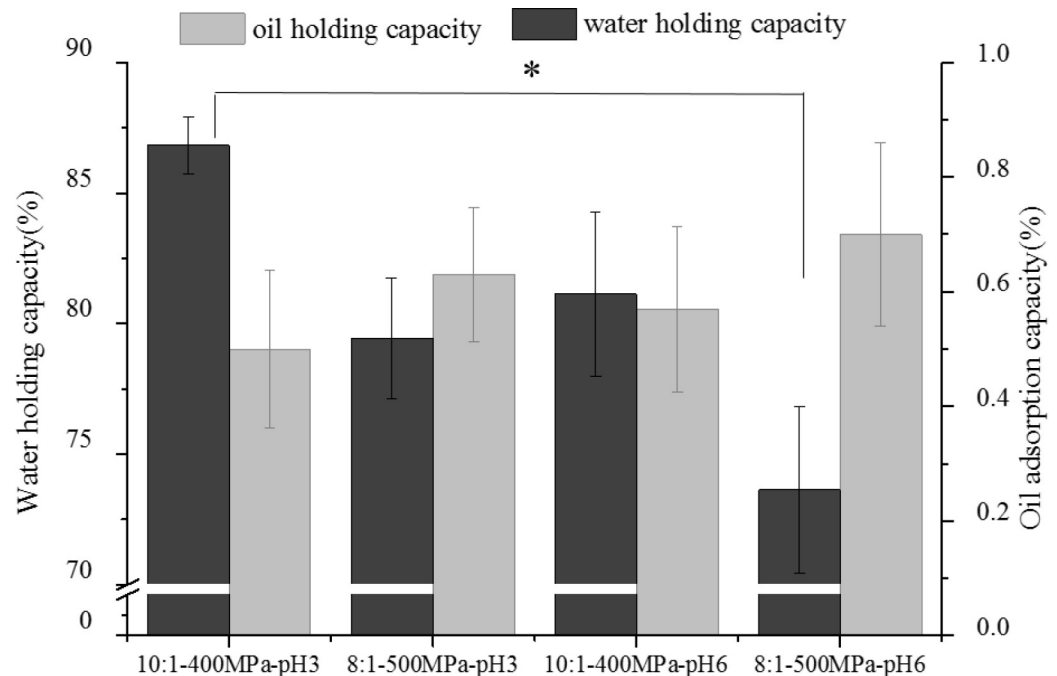 oil holding capacity
water holding capacity
*
Water holding capacity(%)
90
85
80
75
70
0
1.0
0.8
0.6
0.4
0.2
0.0
Oil adsorption capacity(%)
10:1-400MPa-pH3
8:1-500MPa-pH3
10:1-400MPa-pH6
8:1-500MPa-pH6